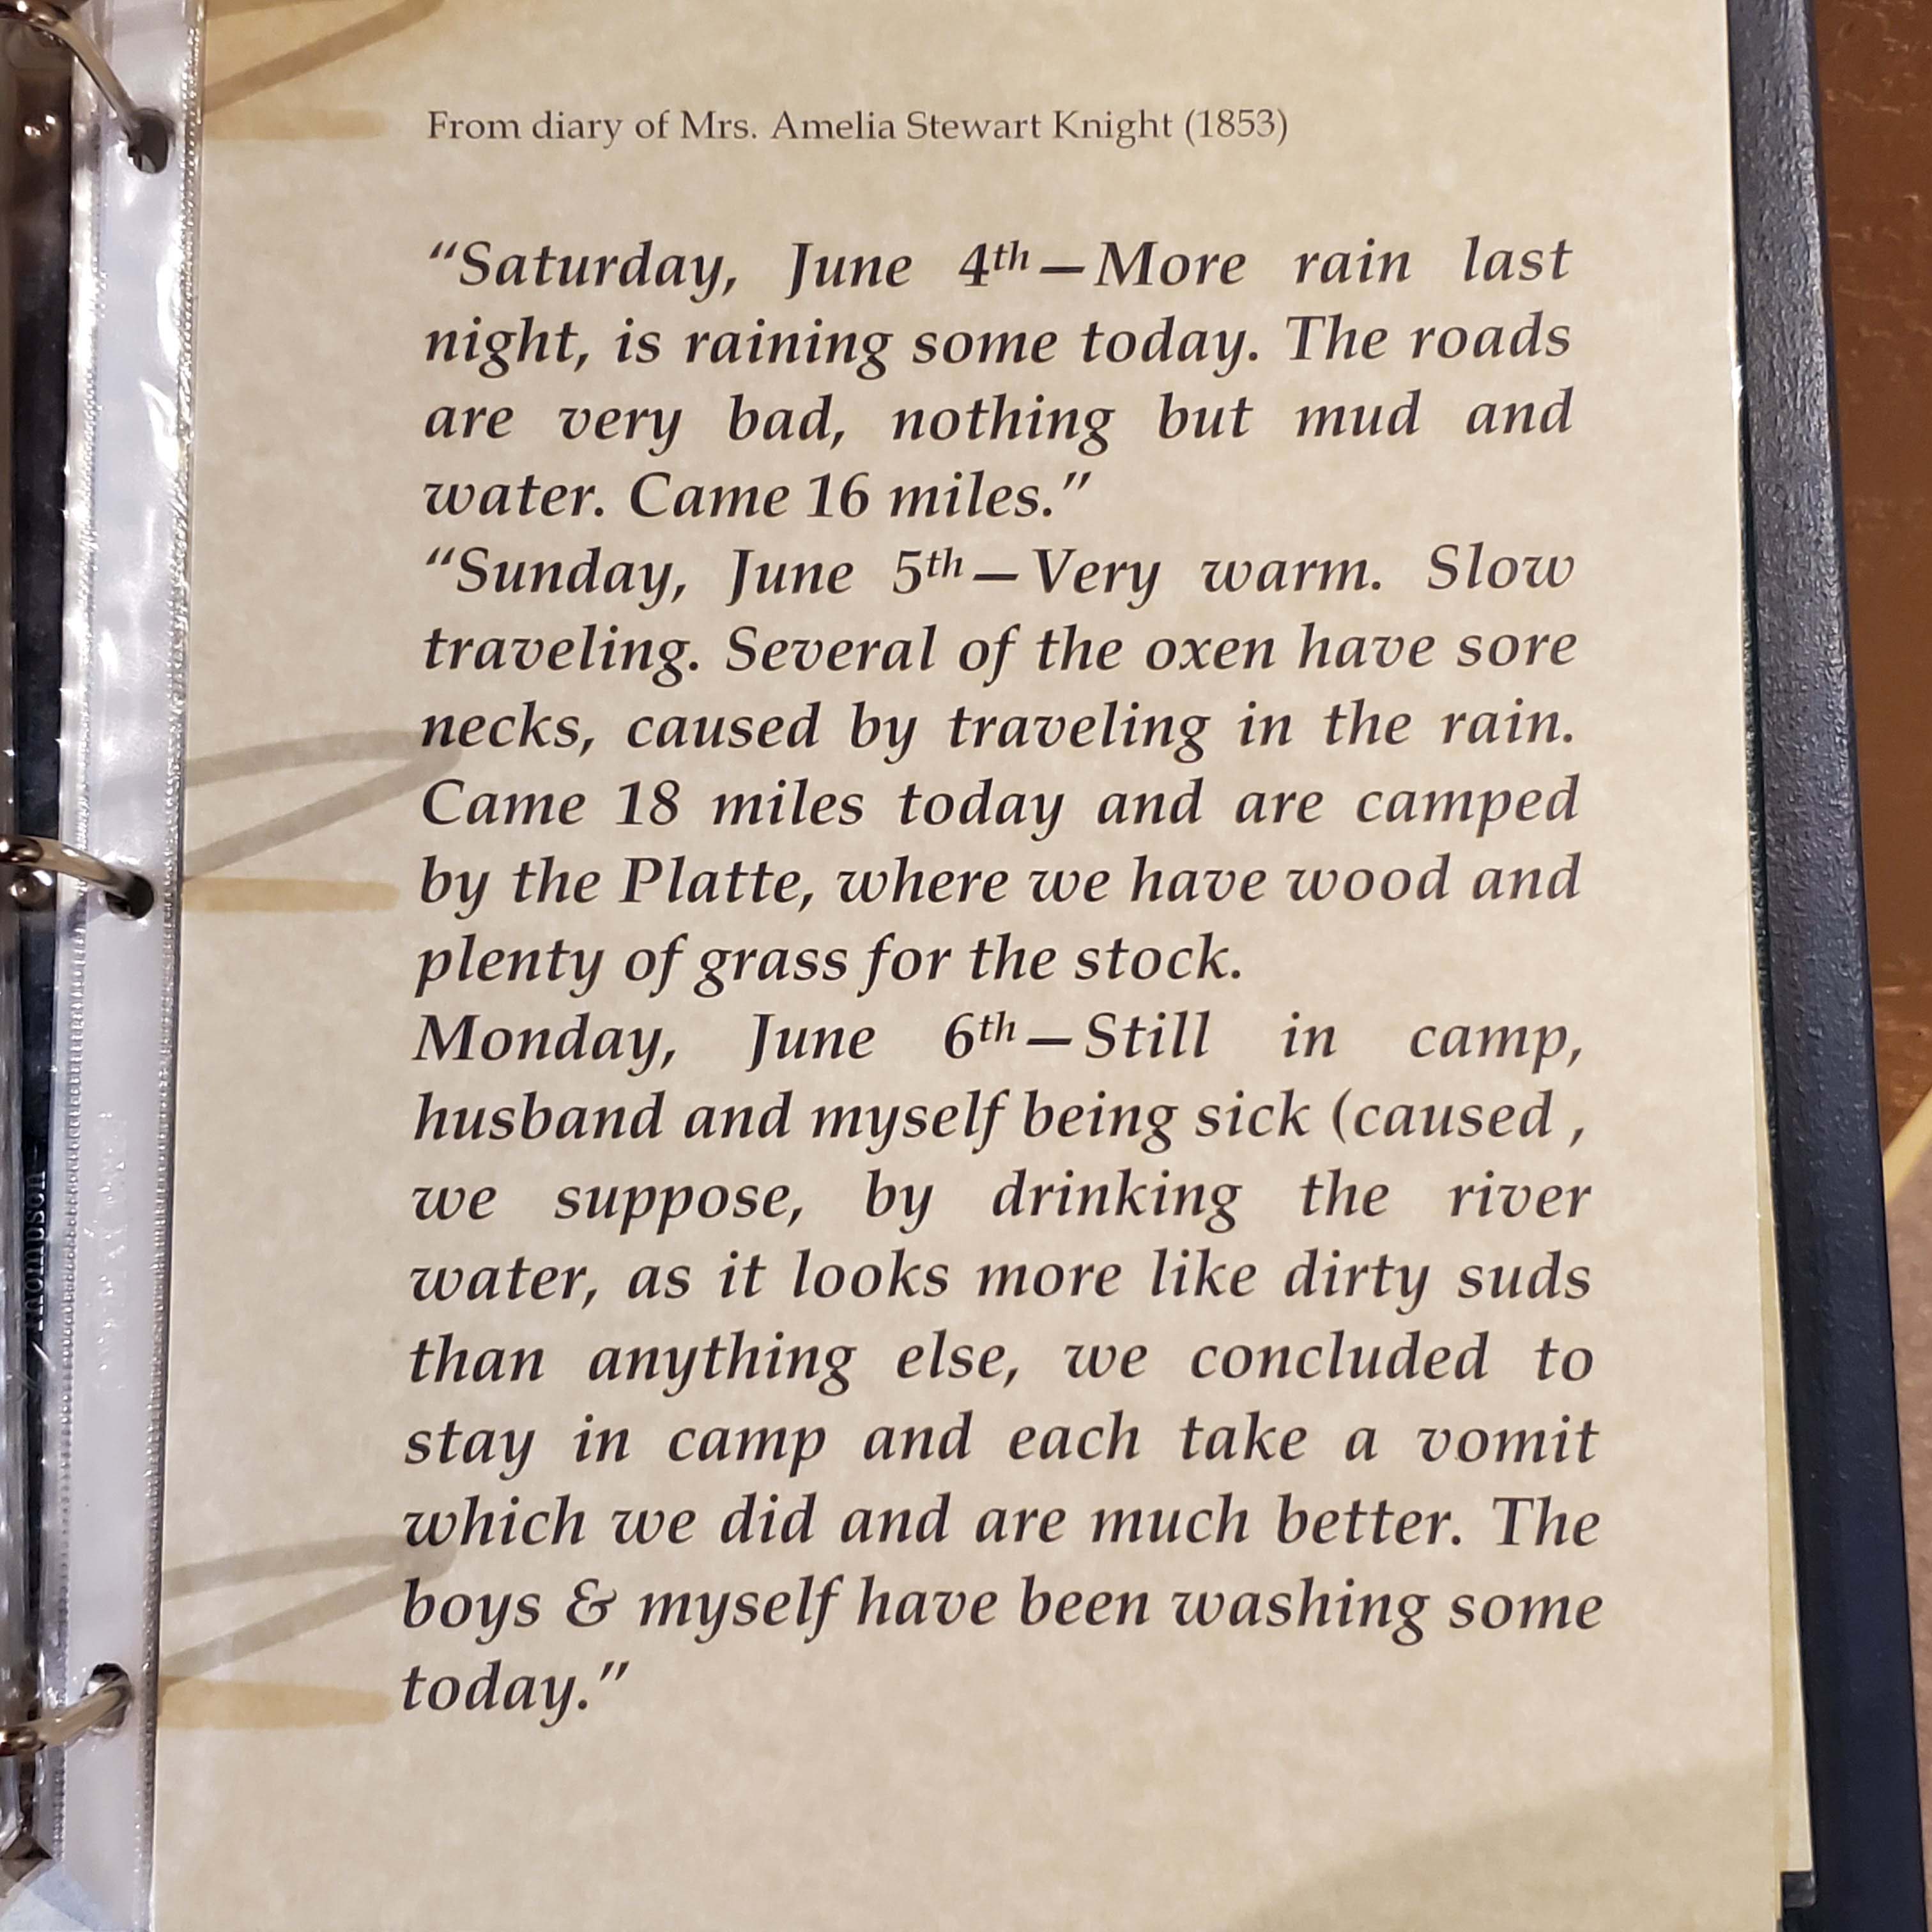 From diary of Mrs. Amelia Stewart Knight (1853)
“Saturday, June 4th—More rain last
night, is raining some today. The roads
are very bad, nothing but mud and
water. Came 16 miles.”
“Sunday, June 5th—Very warm. Slow
traveling. Several of the oxen have sore
necks, caused by traveling in the rain.
Came 18 miles today and are camped
by the Platte, where we have wood and
plenty of grass for the stock.
Monday, June 6th—Still in camp,
husband and myself being sick (caused ,
we suppose, by drinking the river
water, as it looks more like dirty suds
than anything else, we concluded to
stay in camp and each take a vomit
which we did and are much better. The
boys & myself have been washing some
today.”